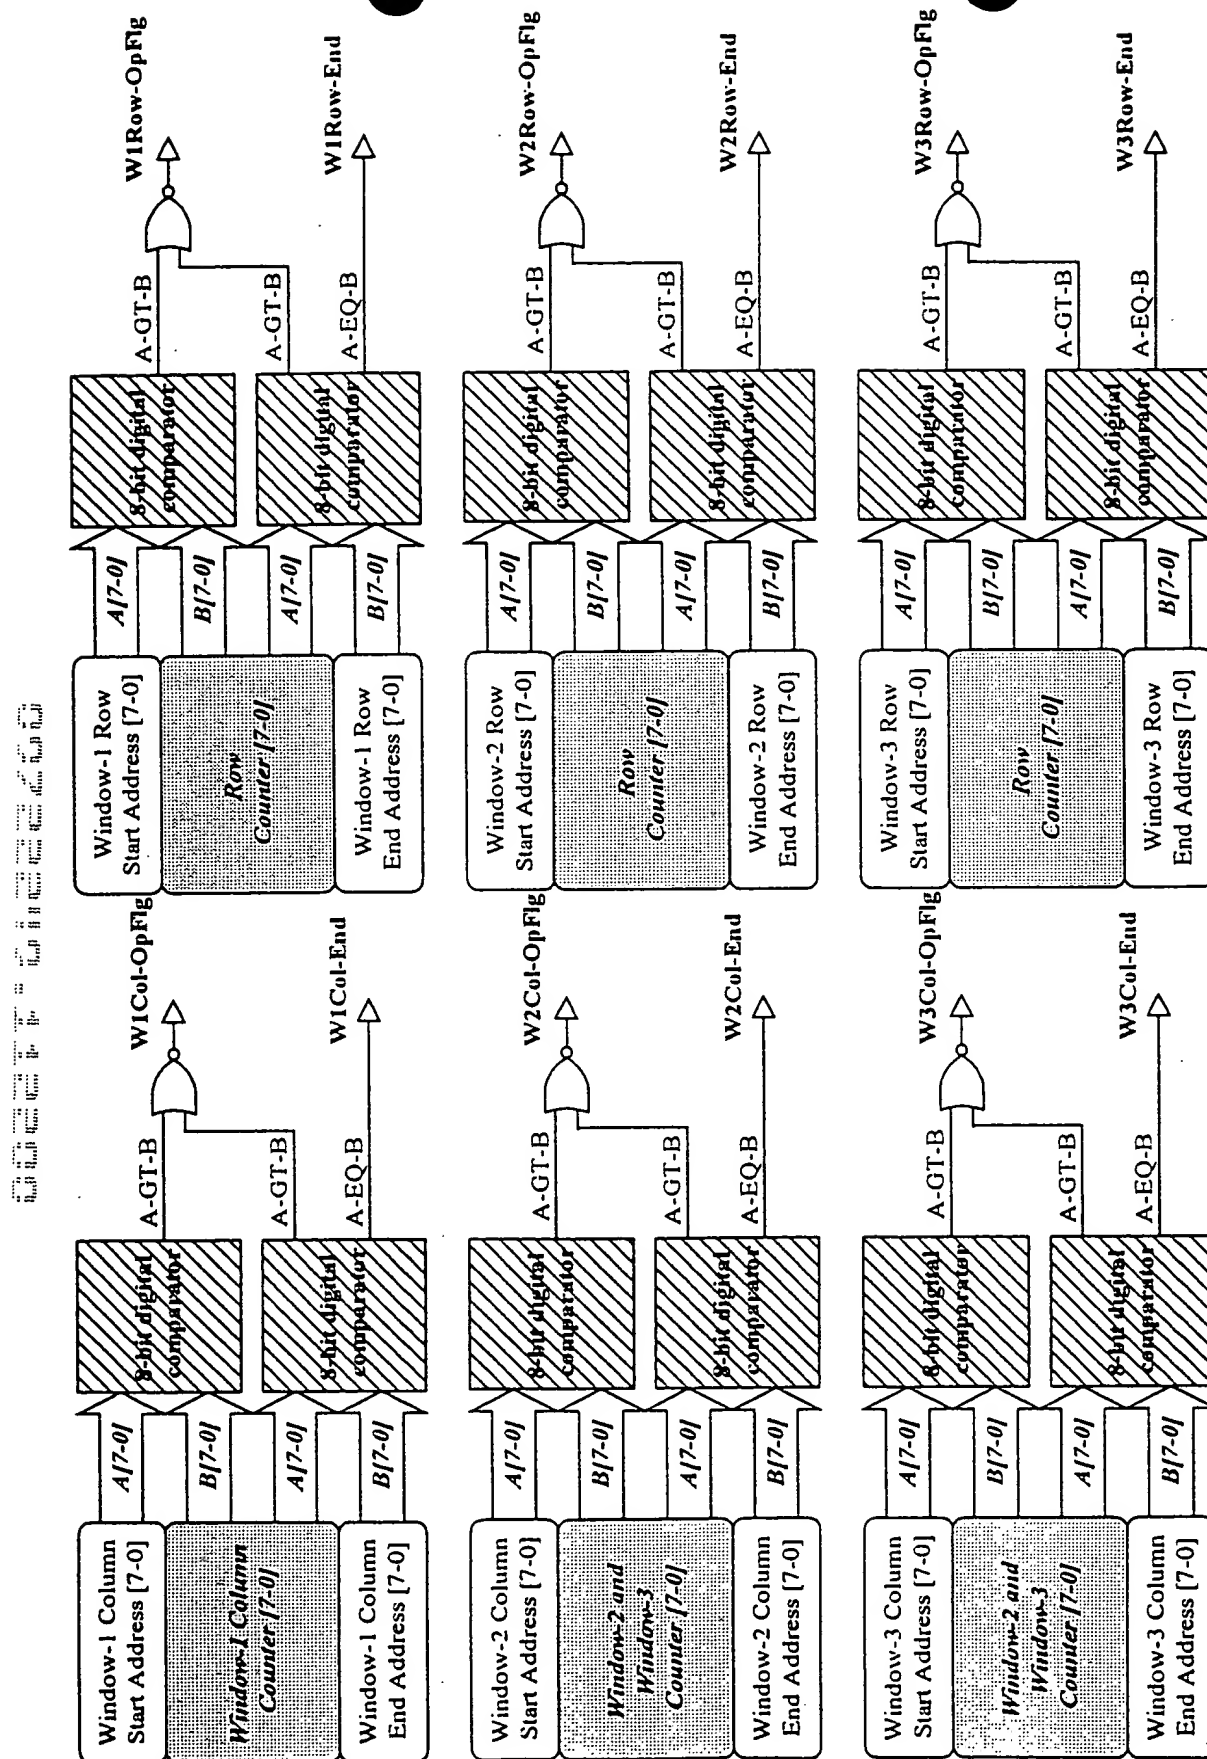 Window-1 Row
Start Address [7-0]
Row
Counter [7-0]
Window-1 Row
End Address [7-0]
A[7-0]
B[7-0]
A[7-0]
B[7-0]
8-bit digital
comparator
8-bit digital
comparator
A-GT-B
A-GT-B
A-EQ-B
W1Row-OpFlg
W1Row-End
Window-2 Row
Start Address [7-0]
Row
Counter [7-0]
Window-2 Row
End Address [7-0]
A[7-0]
B[7-0]
A[7-0]
B[7-0]
8-bit digital
comparator
8-bit digital
comparator
A-GT-B
A-GT-B
A-EQ-B
W2Row-OpFlg
W2Row-End
Window-3 Row
Start Address [7-0]
Row
Counter [7-0]
Window-3 Row
End Address [7-0]
A[7-0]
B[7-0]
A[7-0]
B[7-0]
8-bit digital
comparator
8-bit digital
comparator
A-GT-B
A-GT-B
A-EQ-B
W3Row-OpFlg
W3Row-End
Window-1 Column
Start Address [7-0]
Window-1 Column
Counter [7-0]
Window-1 Column
End Address [7-0]
A[7-0]
B[7-0]
A[7-0]
B[7-0]
8-bit digital
comparator
8-bit digital
comparator
A-GT-B
A-GT-B
A-EQ-B
W1Col-OpFlg
W1Col-End
Window-2 Column
Start Address [7-0]
Window-2 and
Window-3
Counter [7-0]
Window-2 Column
End Address [7-0]
A[7-0]
B[7-0]
A[7-0]
B[7-0]
8-bit digital
comparator
8-bit digital
comparator
A-GT-B
A-GT-B
A-EQ-B
W2Col-OpFlg
W2Col-End
Window-3 Column
Start Address [7-0]
Window-2 and
Window-3
Counter [7-0]
Window-3 Column
End Address [7-0]
A[7-0]
B[7-0]
A[7-0]
B[7-0]
8-bit digital
comparator
8-bit digital
comparator
A-GT-B
A-GT-B
A-EQ-B
W3Col-OpFlg
W3Col-End